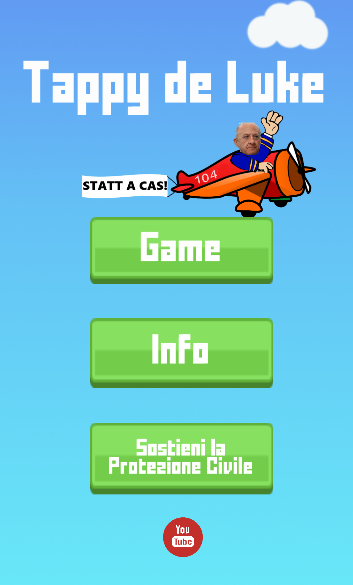 Tappy de Luke
104
STATT A CAS!
Game
Info
Sostieni la
Protezione Civile
You
Tube